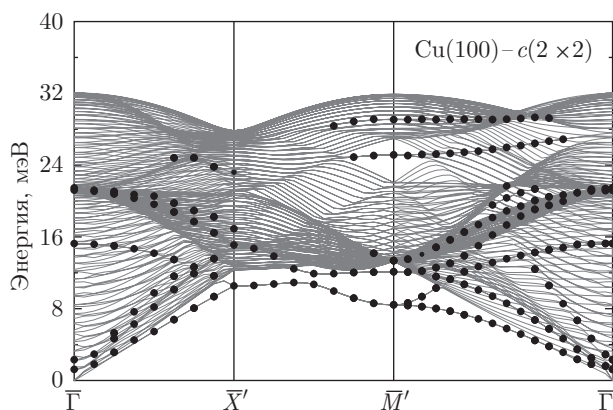 40
Cu(100)–c(2 ×2)
32
24
16
8
0
Энергия, мэВ
Γ̅ X̅′ M̅′ Γ̅